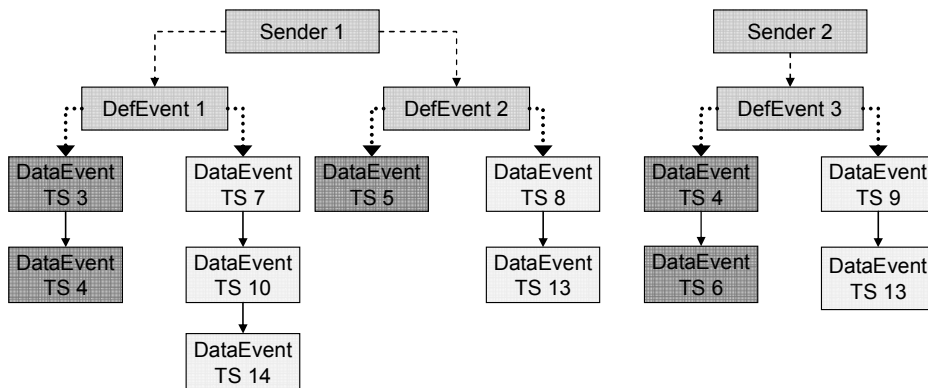 Sender 1
Sender 2
DefEvent 1
DefEvent 2
DefEvent 3
DataEvent
TS 3
DataEvent
TS 7
DataEvent
TS 5
DataEvent
TS 8
DataEvent
TS 4
DataEvent
TS 9
DataEvent
TS 4
DataEvent
TS 10
DataEvent
TS 13
DataEvent
TS 6
DataEvent
TS 13
DataEvent
TS 14